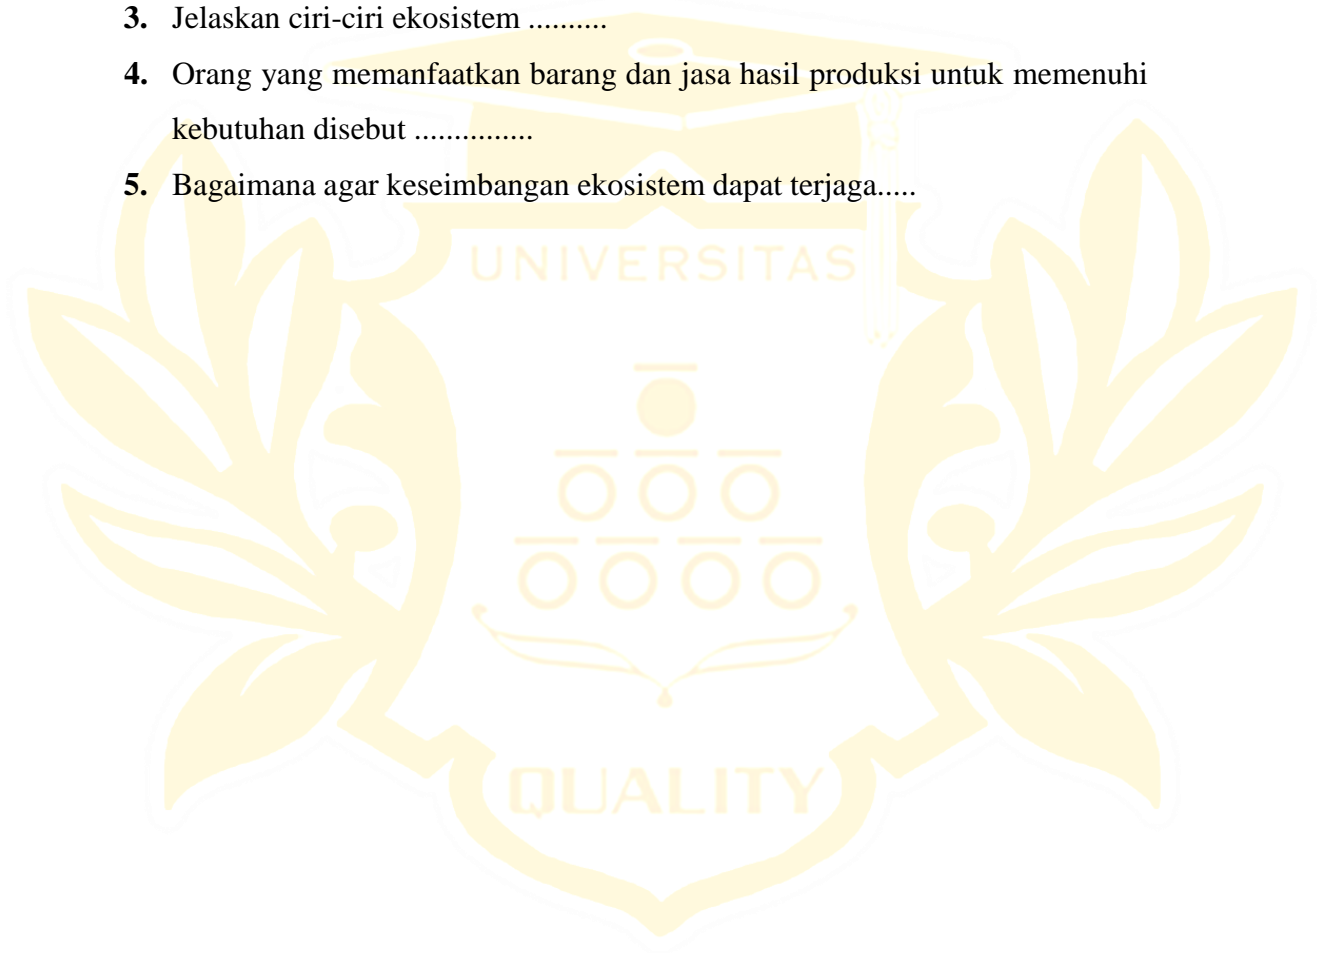 3. Jelaskan ciri-ciri ekosistem ..........
4. Orang yang memanfaatkan barang dan jasa hasil produksi untuk memenuhi
kebutuhan disebut ...............
5. Bagaimana agar keseimbangan ekosistem dapat terjaga.....
UNIVERSITAS
QUALITY